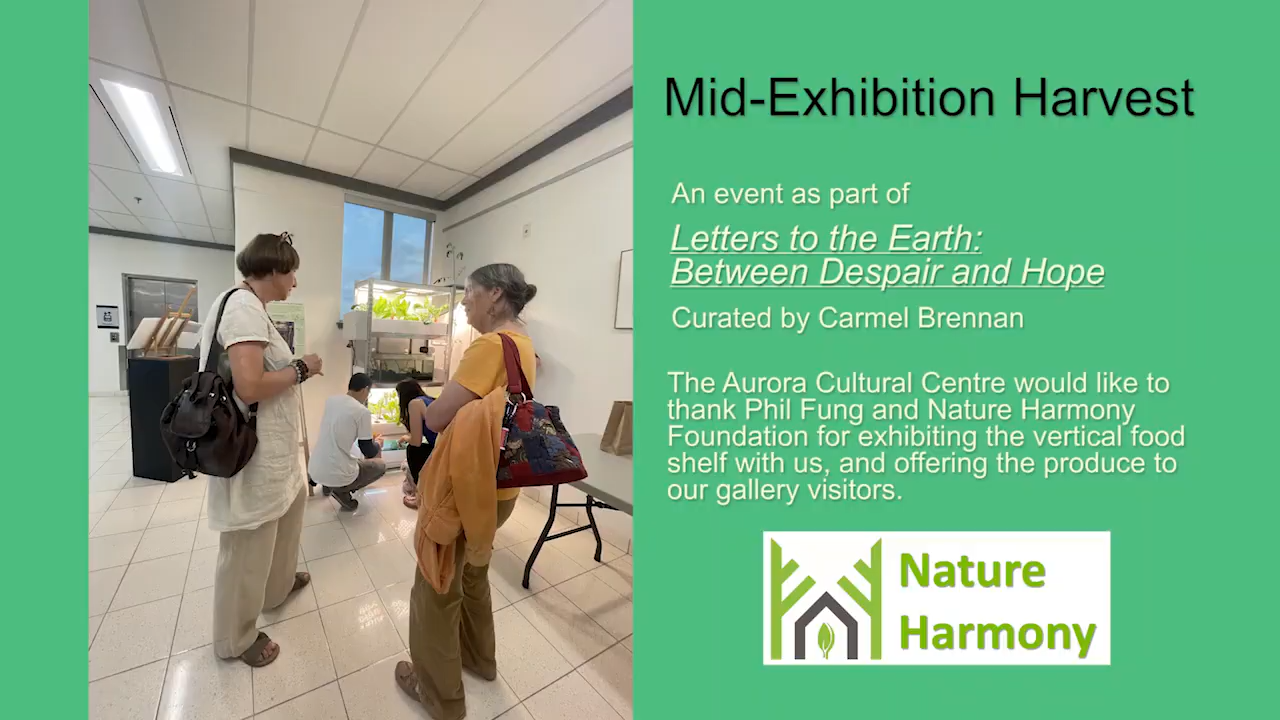 Mid-Exhibition Harvest
An event as part of
Letters to the Earth:
Between Despair and Hope
Curated by Carmel Brennan
The Aurora Cultural Centre would like to
thank Phil Fung and Nature Harmony
Foundation for exhibiting the vertical food
shelf with us, and offering the produce to
our gallery visitors.
Nature
Harmony